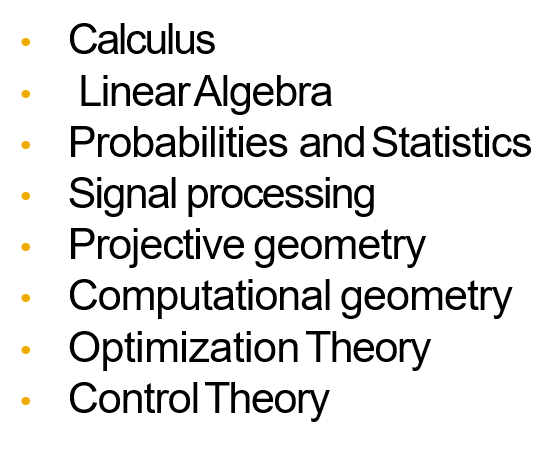 • Calculus
• Linear Algebra
• Probabilities and Statistics
• Signal processing
• Projective geometry
• Computational geometry
• Optimization Theory
• Control Theory